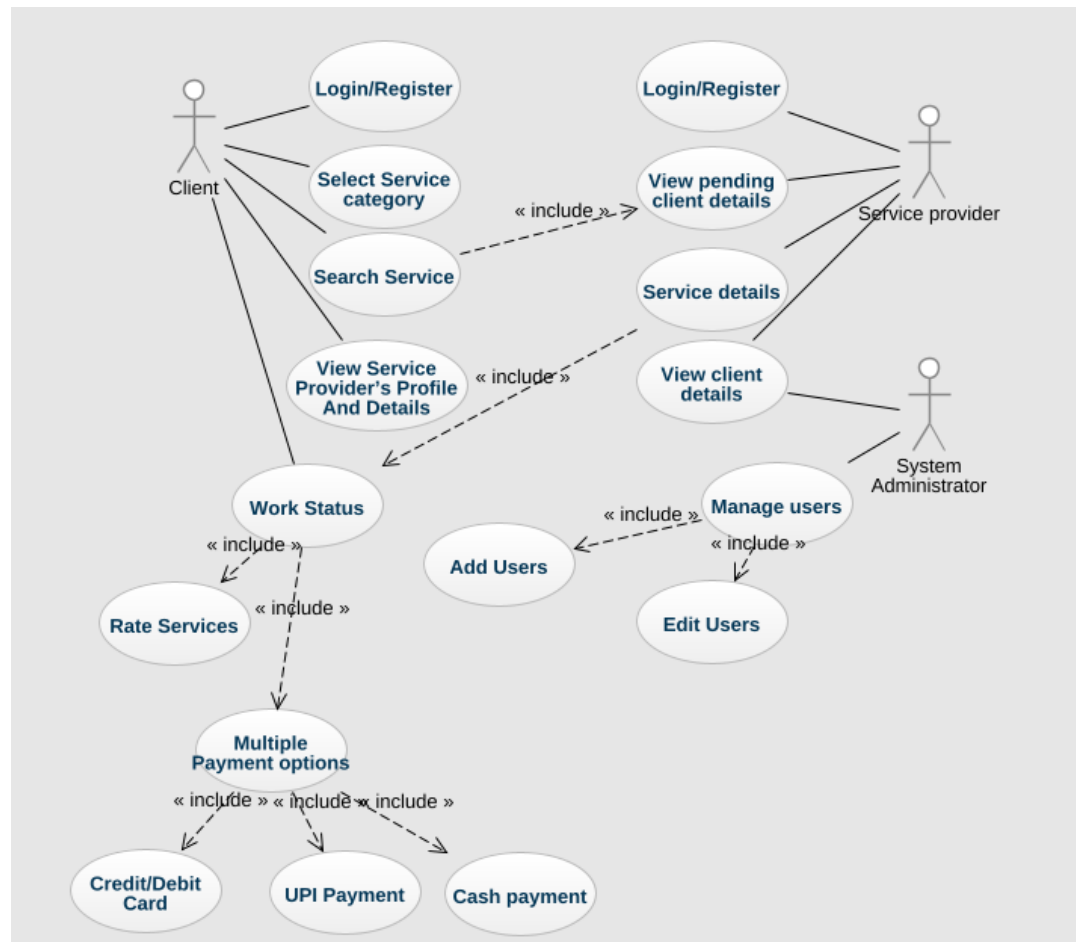 Login/Register
Login/Register
Client
Select Service
category
View pending
client details
Service provider
« include »
Search Service
Service details
View Service
Provider's Profile
And Details
« include »
View client
details
System
Administrator
Work Status
Manage users
« include »
« include »
« include »
Add Users
Rate Services
« include »
Edit Users
Multiple
Payment options
« include »
« include »
« include »
Credit/Debit
Card
UPI Payment
Cash payment